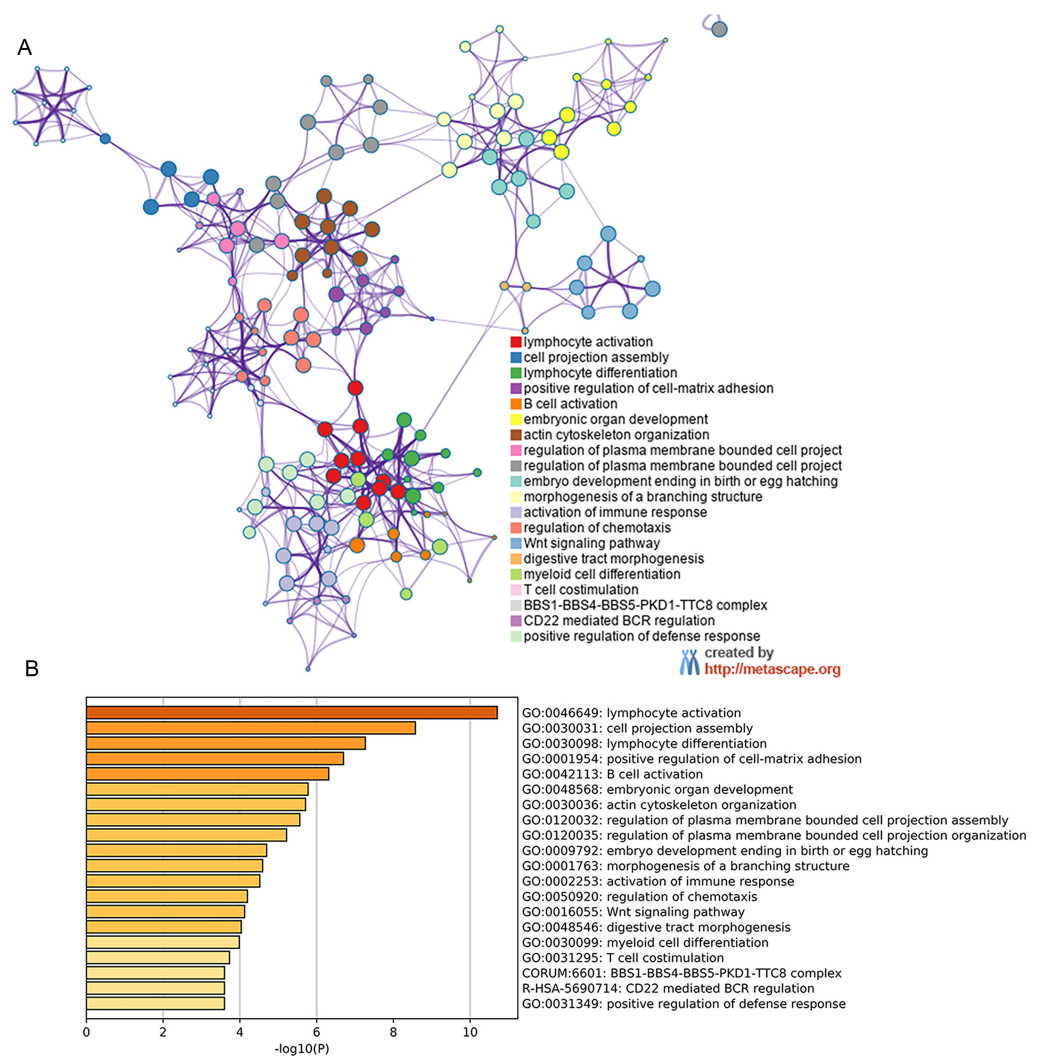 A
lymphocyte activation
cell projection assembly
lymphocyte differentiation
positive regulation of cell-matrix adhesion
B cell activation
embryonic organ development
actin cytoskeleton organization
regulation of plasma membrane bounded cell project
regulation of plasma membrane bounded cell project
embryo development ending in birth or egg hatching
morphogenesis of a branching structure
activation of immune response
regulation of chemotaxis
Wnt signaling pathway
digestive tract morphogenesis
myeloid cell differentiation
T cell costimulation
BBS1-BBS4-BBS5-PKD1-TTC8 complex
CD22 mediated BCR regulation
positive regulation of defense response
created by
http://metascape.org
B
GO:0046649: lymphocyte activation
GO:0030031: cell projection assembly
GO:0030098: lymphocyte differentiation
GO:0001954: positive regulation of cell-matrix adhesion
GO:0042113: B cell activation
GO:0048568: embryonic organ development
GO:0030036: actin cytoskeleton organization
GO:0120032: regulation of plasma membrane bounded cell projection assembly
GO:0120035: regulation of plasma membrane bounded cell projection organization
GO:0009792: embryo development ending in birth or egg hatching
GO:0001763: morphogenesis of a branching structure
GO:0002253: activation of immune response
GO:0050920: regulation of chemotaxis
GO:0016055: Wnt signaling pathway
GO:0048546: digestive tract morphogenesis
GO:0030099: myeloid cell differentiation
GO:0031295: T cell costimulation
CORUM:6601: BBS1-BBS4-BBS5-PKD1-TTC8 complex
R-HSA-5690714: CD22 mediated BCR regulation
GO:0031349: positive regulation of defense response
0 2 4 6 8 10
-log10(P)